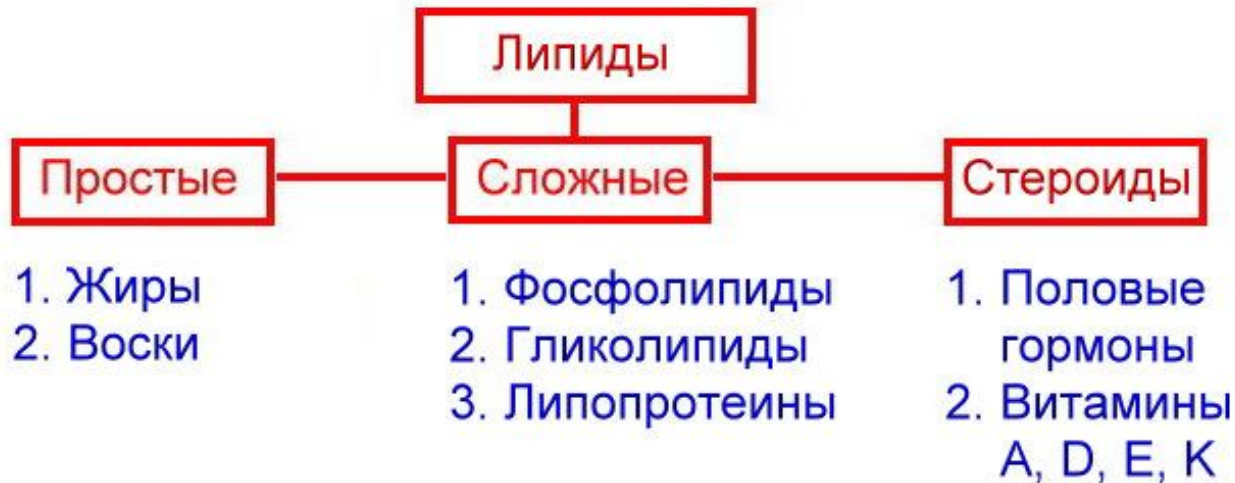 Липиды
Простые
Сложные
Стероиды
1. Жиры
2. Воски
1. Фосфолипиды
2. Гликолипиды
3. Липопротеины
1. Половые
гормоны
2. Витамины
A, D, E, K